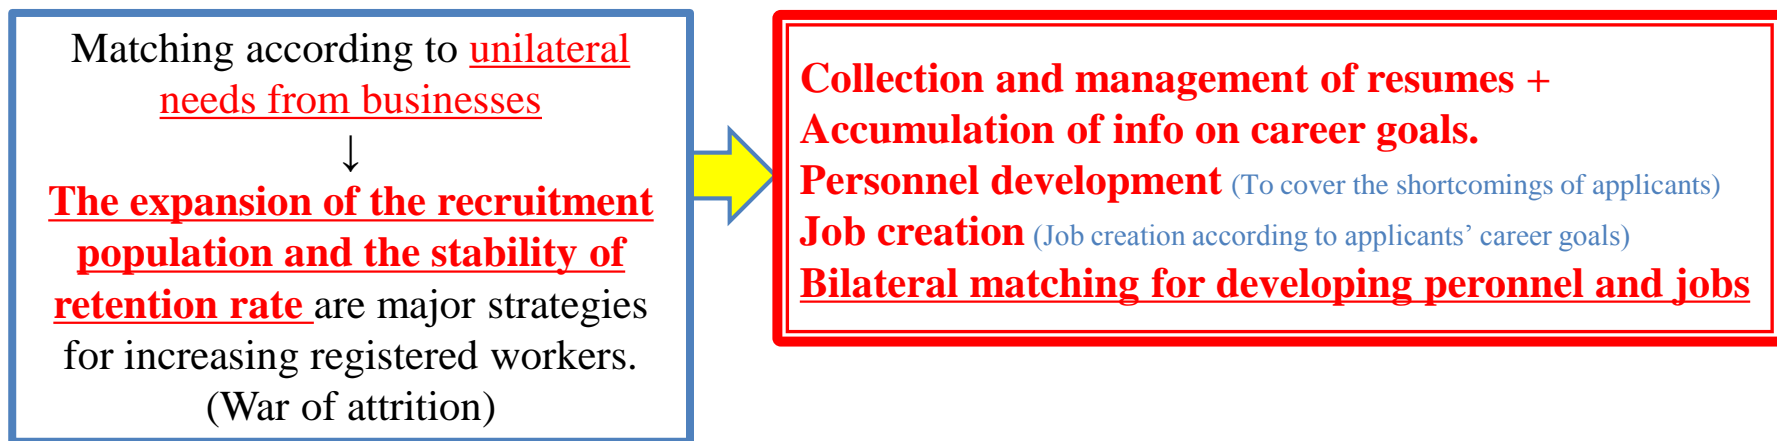 Matching according to unilateral
needs from businesses
↓
The expansion of the recruitment
population and the stability of
retention rate are major strategies
for increasing registered workers.
(War of attrition)
Collection and management of resumes +
Accumulation of info on career goals.
Personnel development (To cover the shortcomings of applicants)
Job creation (Job creation according to applicants’ career goals)
Bilateral matching for developing peronnel and jobs